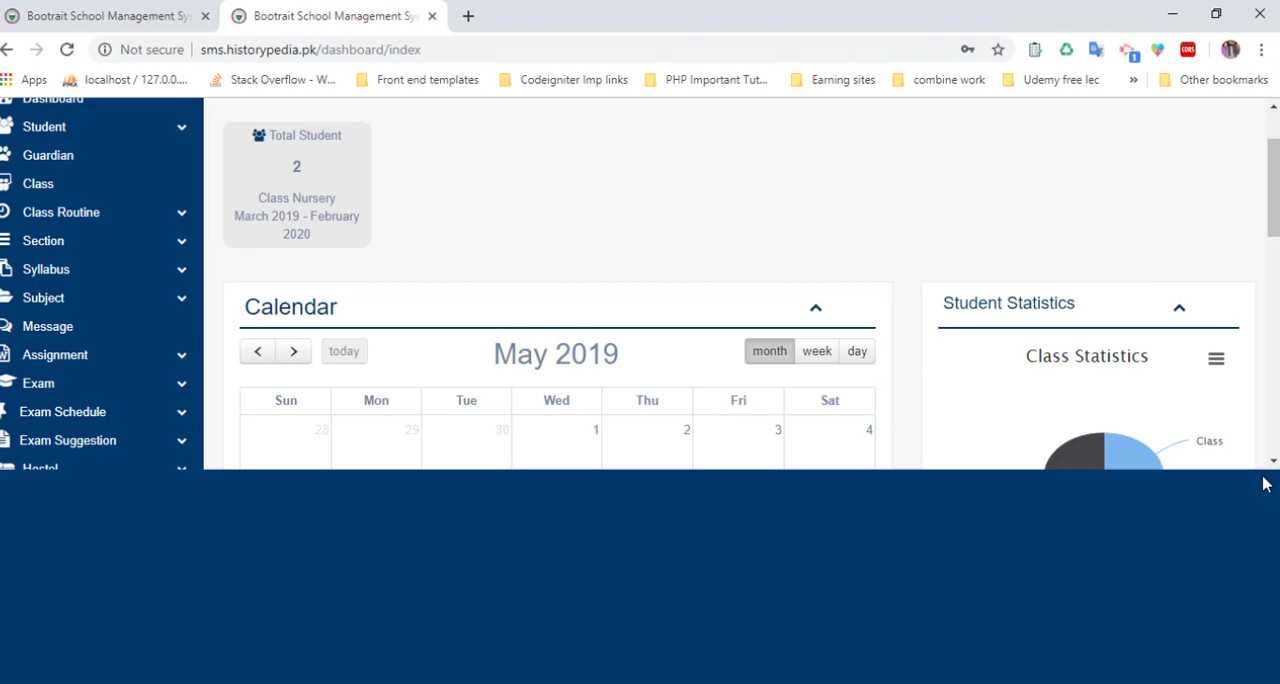 Bootrait School Management Sy
Bootrait School Management Sy
Not secure
sms.historypedia.pk/dashboard/index
1
CORS
Apps
localhost / 127.0.0....
Stack Overflow - W...
Front end templates
Codeigniter Imp links
PHP Important Tut...
Earning sites
combine work
Udemy free lec
»
Other bookmarks
Dashboard
Student
Guardian
Class
Class Routine
Section
Syllabus
Subject
Message
Assignment
Exam
Exam Schedule
Exam Suggestion
Hostel
Total Student
2
Class Nursery
March 2019 - February
2020
Calendar
today
May 2019
month week day
Sun Mon Tue Wed Thu Fri Sat
28 29 30 1 2 3 4
Student Statistics
Class Statistics
Class